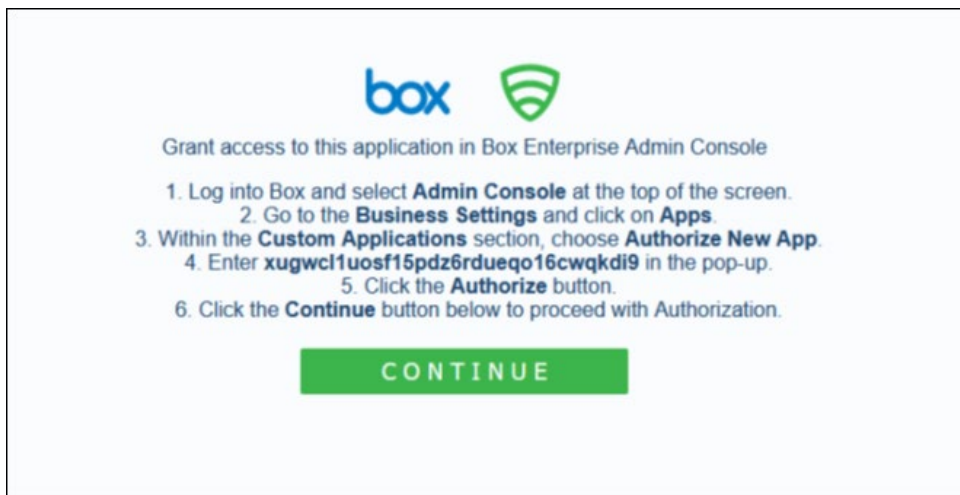 box
Grant access to this application in Box Enterprise Admin Console
1. Log into Box and select Admin Console at the top of the screen.
2. Go to the Business Settings and click on Apps.
3. Within the Custom Applications section, choose Authorize New App.
4. Enter xugwcl1uosf15pdz6rdueqo16cwqkdi9 in the pop-up.
5. Click the Authorize button.
6. Click the Continue button below to proceed with Authorization.
CONTINUE